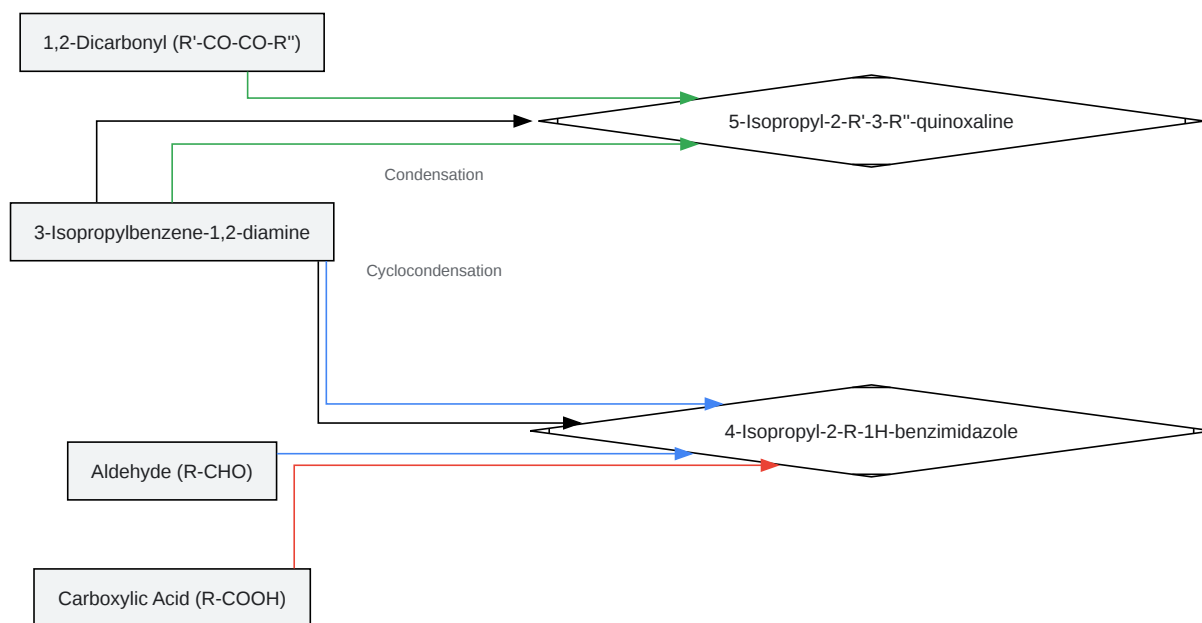 1,2-Dicarbonyl (R'-CO-CO-R'')
5-Isopropyl-2-R'-3-R''-quinoxaline
Condensation
3-Isopropylbenzene-1,2-diamine
Cyclocondensation
4-Isopropyl-2-R-1H-benzimidazole
Aldehyde (R-CHO)
Carboxylic Acid (R-COOH)